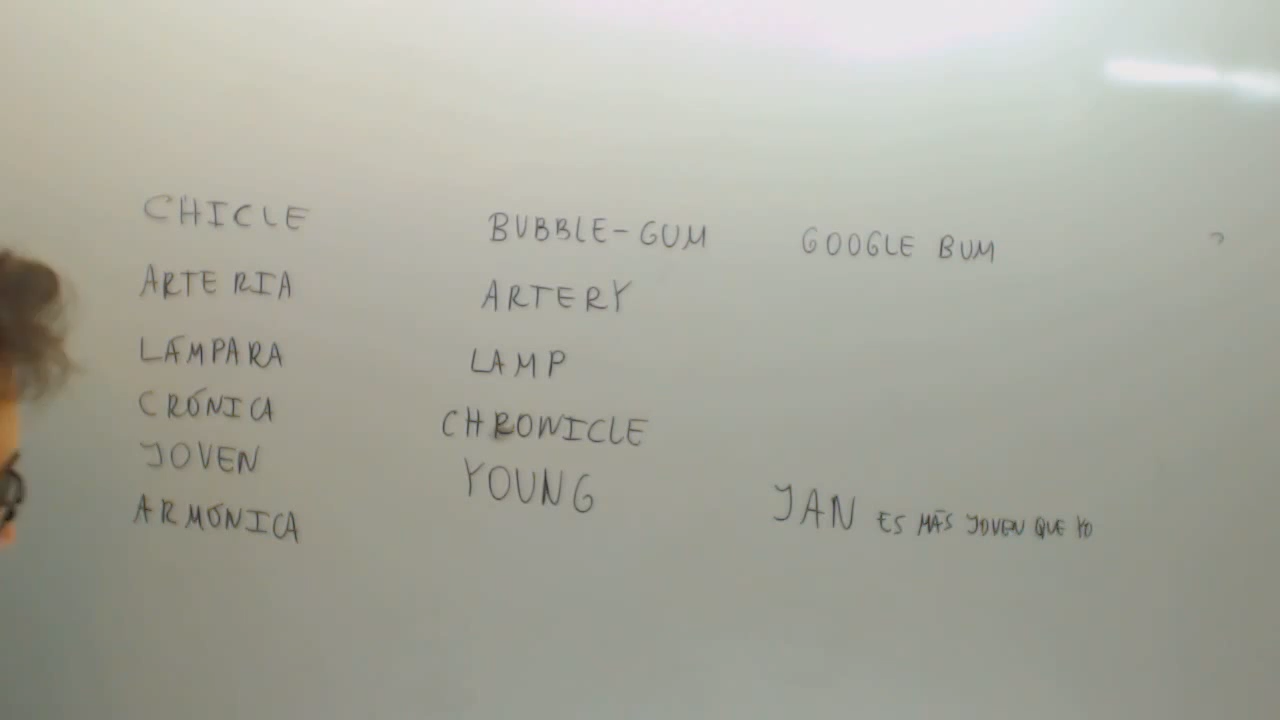 CHICLE BUBBLE-GUM GOOGLE BUM ?
ARTERIA ARTERY
LÁMPARA LAMP
CRÓNICA CHRONICLE
JOVEN YOUNG JAN ES MÁS JOVEN QUE YO
ARMÓNICA